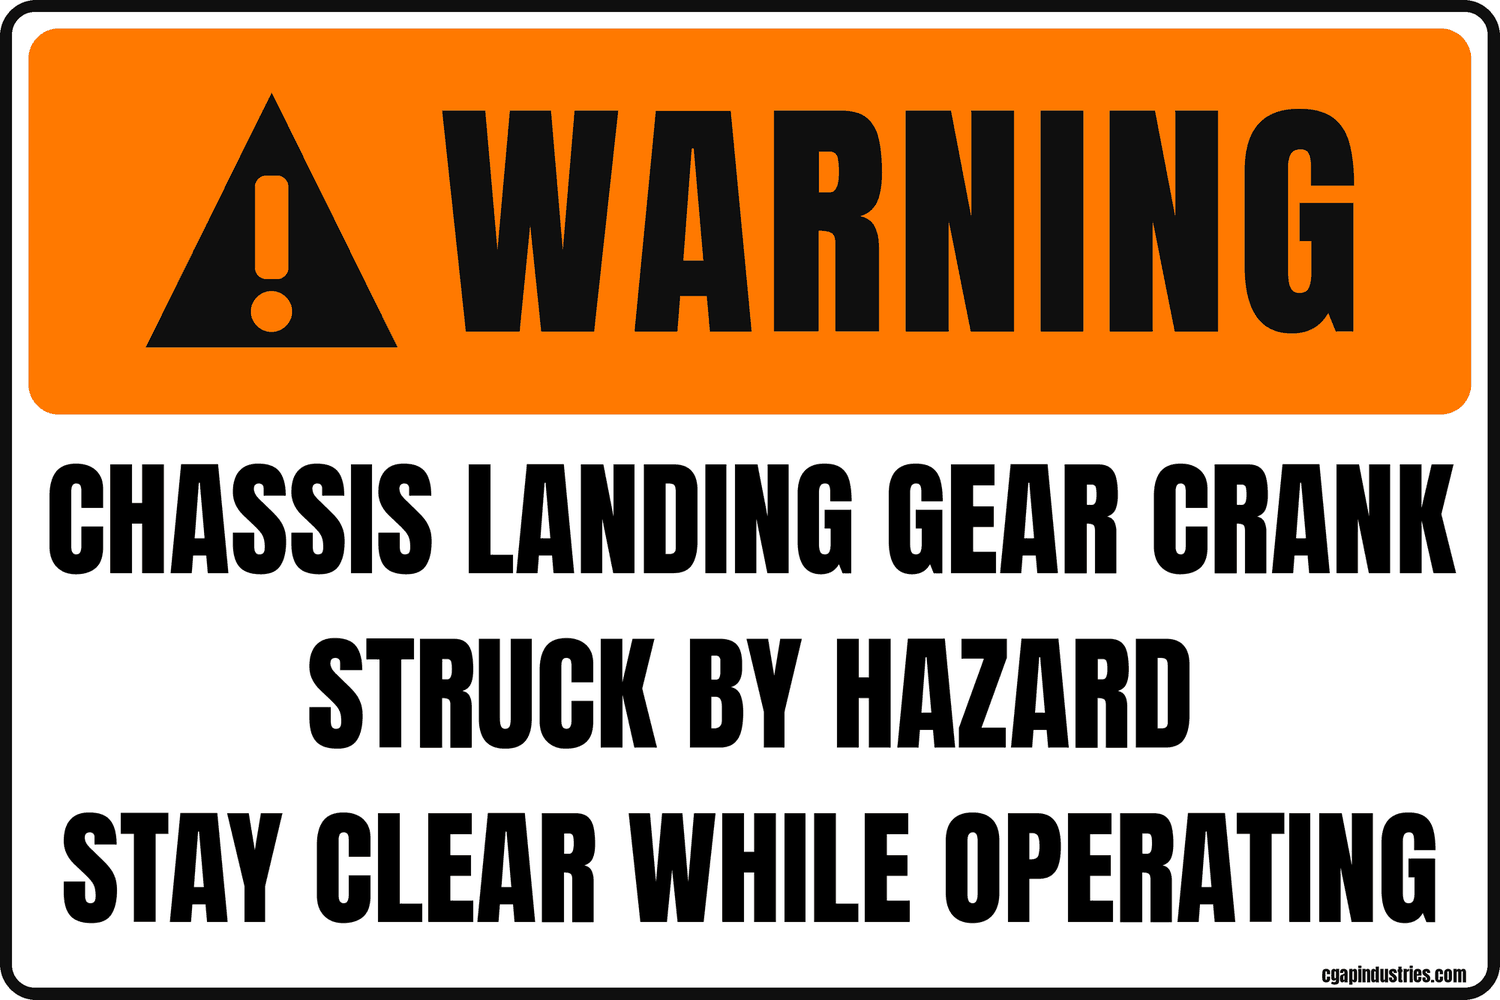 WARNING
CHASSIS LANDING GEAR CRANK
STRUCK BY HAZARD
STAY CLEAR WHILE OPERATING
cgapindustries.com